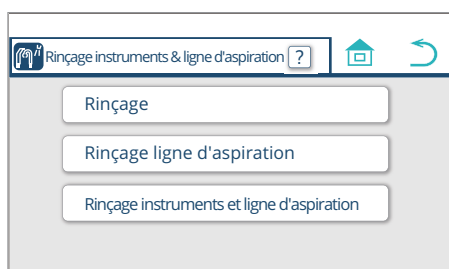 Rinçage instruments & ligne d'aspiration ?
Rinçage
Rinçage ligne d'aspiration
Rinçage instruments et ligne d'aspiration